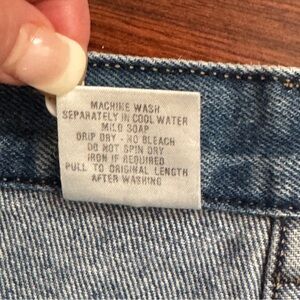 MACHINE WASH
SEPARATELY IN COOL WATER
MILD SOAP
DRIP DRY - NO BLEACH
DO NOT SPIN DRY
IRON IF REQUIRED
PULL TO ORIGINAL LENGTH
AFTER WASHING